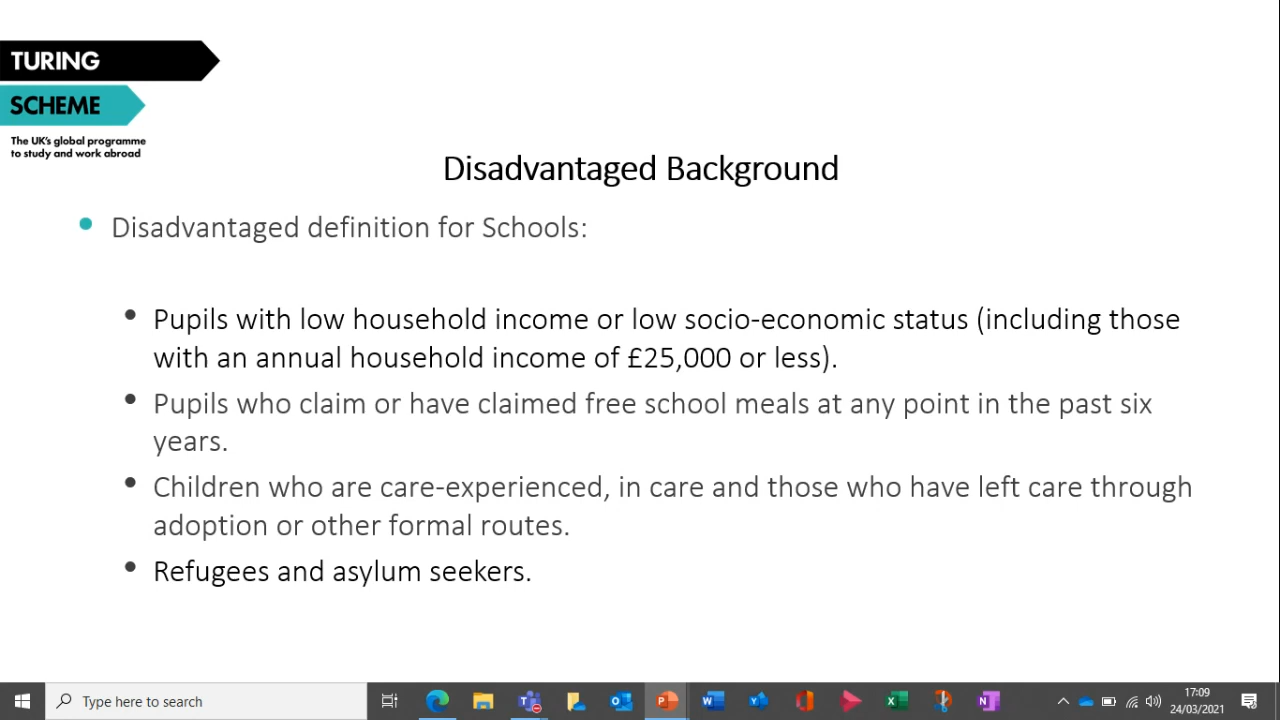 TURING
SCHEME
The UK's global programme
to study and work abroad
Disadvantaged Background
Disadvantaged definition for Schools:
Pupils with low household income or low socio-economic status (including those
with an annual household income of £25,000 or less).
Pupils who claim or have claimed free school meals at any point in the past six
years.
Children who are care-experienced, in care and those who have left care through
adoption or other formal routes.
Refugees and asylum seekers.
Type here to search
17:09
24/03/2021